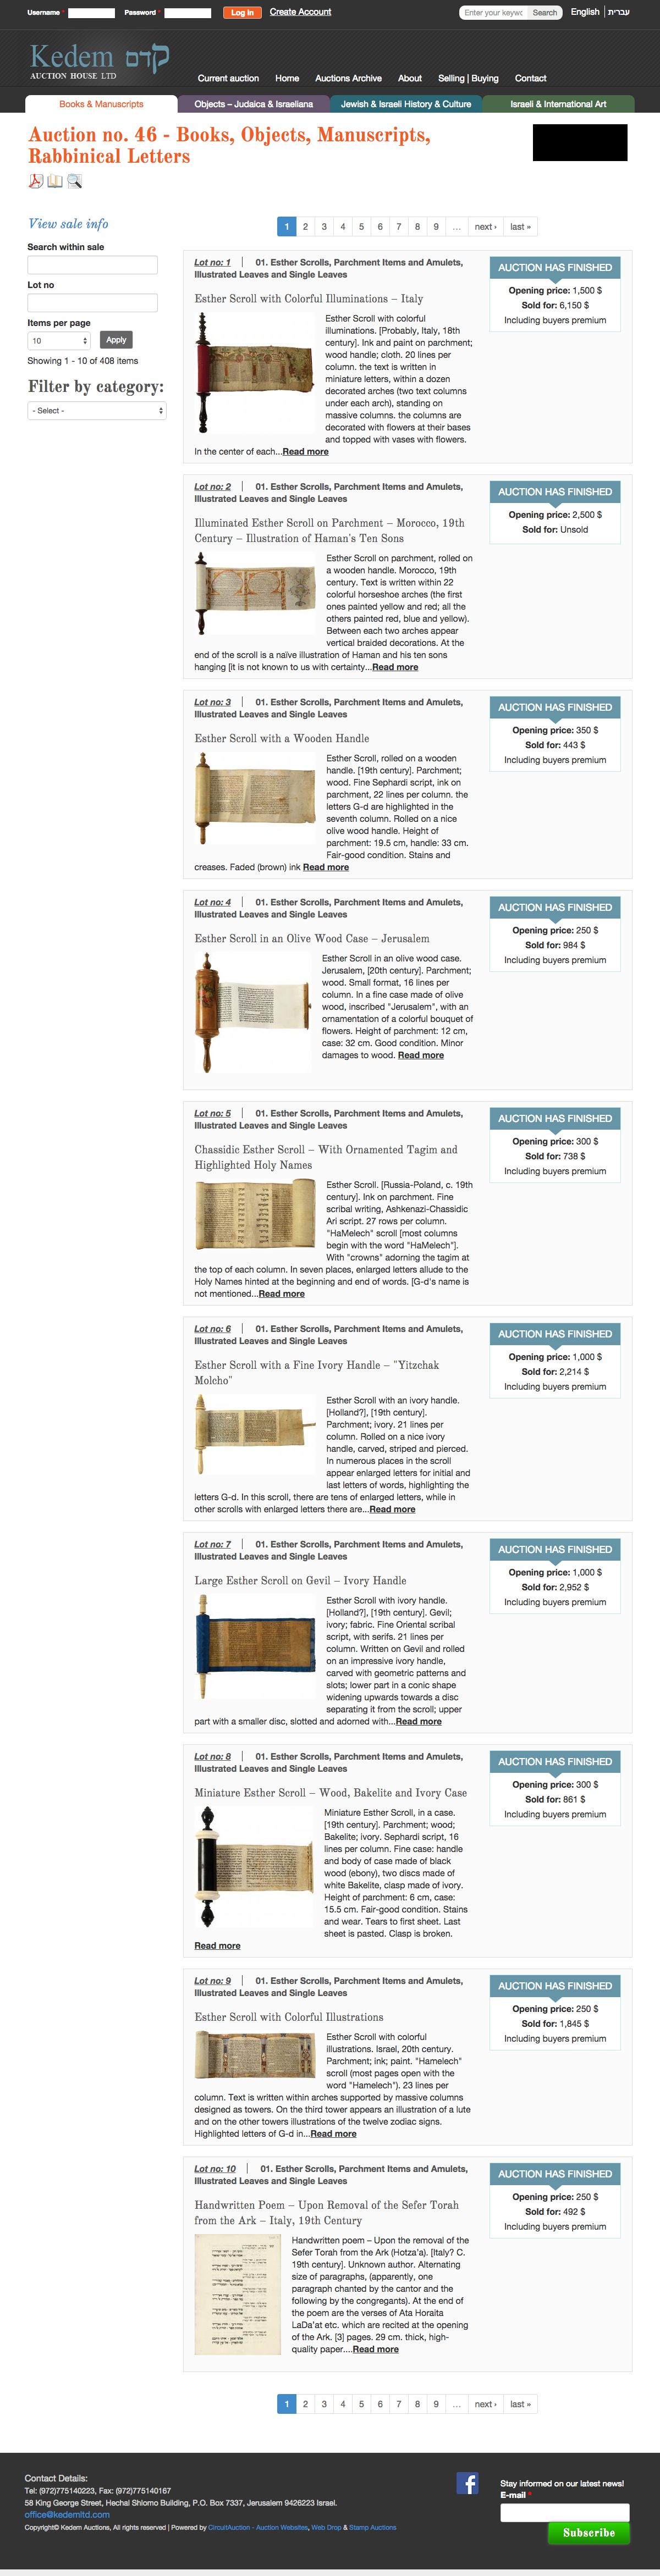 Username * Password * Log In Create Account Enter your keywc Search English עברית
Kedem קדם
AUCTION HOUSE LTD
Current auction Home Auctions Archive About Selling | Buying Contact
Books & Manuscripts Objects – Judaica & Israeliana Jewish & Israeli History & Culture Israeli & International Art
Auction no. 46 - Books, Objects, Manuscripts,
Rabbinical Letters
View sale info
Search within sale
Lot no
Items per page
10 Apply
Showing 1 - 10 of 408 items
Filter by category:
- Select -
1 2 3 4 5 6 7 8 9 … next › last »
Lot no: 1 | 01. Esther Scrolls, Parchment Items and Amulets,
Illustrated Leaves and Single Leaves
Esther Scroll with Colorful Illuminations – Italy
Esther Scroll with colorful
illuminations. [Probably, Italy, 18th
century]. Ink and paint on parchment;
wood handle; cloth. 20 lines per
column. the text is written in
miniature letters, within a dozen
decorated arches (two text columns
under each arch), standing on
massive columns. the columns are
decorated with flowers at their bases
and topped with vases with flowers.
In the center of each...Read more
AUCTION HAS FINISHED
Opening price: 1,500 $
Sold for: 6,150 $
Including buyers premium
Lot no: 2 | 01. Esther Scrolls, Parchment Items and Amulets,
Illustrated Leaves and Single Leaves
Illuminated Esther Scroll on Parchment – Morocco, 19th
Century – Illustration of Haman's Ten Sons
Esther Scroll on parchment, rolled on
a wooden handle. Morocco, 19th
century. Text is written within 22
colorful horseshoe arches (the first
ones painted yellow and red; all the
others painted red, blue and yellow).
Between each two arches appear
vertical braided decorations. At the
end of the scroll is a naïve illustration of Haman and his ten sons
hanging [it is not known to us with certainty...Read more
AUCTION HAS FINISHED
Opening price: 2,500 $
Sold for: Unsold
Lot no: 3 | 01. Esther Scrolls, Parchment Items and Amulets,
Illustrated Leaves and Single Leaves
Esther Scroll with a Wooden Handle
Esther Scroll, rolled on a wooden
handle. [19th century]. Parchment;
wood. Fine Sephardi script, ink on
parchment, 22 lines per column. the
letters G-d are highlighted in the
seventh column. Rolled on a nice
olive wood handle. Height of
parchment: 19.5 cm, handle: 33 cm.
Fair-good condition. Stains and
creases. Faded (brown) ink Read more
AUCTION HAS FINISHED
Opening price: 350 $
Sold for: 443 $
Including buyers premium
Lot no: 4 | 01. Esther Scrolls, Parchment Items and Amulets,
Illustrated Leaves and Single Leaves
Esther Scroll in an Olive Wood Case – Jerusalem
Esther Scroll in an olive wood case.
Jerusalem, [20th century]. Parchment;
wood. Small format, 16 lines per
column. In a fine case made of olive
wood, inscribed "Jerusalem", with an
ornamentation of a colorful bouquet of
flowers. Height of parchment: 12 cm,
case: 32 cm. Good condition. Minor
damages to wood. Read more
AUCTION HAS FINISHED
Opening price: 250 $
Sold for: 984 $
Including buyers premium
Lot no: 5 | 01. Esther Scrolls, Parchment Items and Amulets,
Illustrated Leaves and Single Leaves
Chassidic Esther Scroll – With Ornamented Tagim and
Highlighted Holy Names
Esther Scroll. [Russia-Poland, c. 19th
century]. Ink on parchment. Fine
scribal writing, Ashkenazi-Chassidic
Ari script. 27 rows per column.
"HaMelech" scroll [most columns
begin with the word "HaMelech"].
With "crowns" adorning the tagim at
the top of each column. In seven places, enlarged letters allude to the
Holy Names hinted at the beginning and end of words. [G-d's name is
not mentioned...Read more
AUCTION HAS FINISHED
Opening price: 300 $
Sold for: 738 $
Including buyers premium
Lot no: 6 | 01. Esther Scrolls, Parchment Items and Amulets,
Illustrated Leaves and Single Leaves
Esther Scroll with a Fine Ivory Handle – "Yitzchak
Molcho"
Esther Scroll with an ivory handle.
[Holland?], [19th century].
Parchment; ivory. 21 lines per
column. Rolled on a nice ivory
handle, carved, striped and pierced.
In numerous places in the scroll
appear enlarged letters for initial and
last letters of words, highlighting the
letters G-d. In this scroll, there are tens of enlarged letters, while in
other scrolls with enlarged letters there are...Read more
AUCTION HAS FINISHED
Opening price: 1,000 $
Sold for: 2,214 $
Including buyers premium
Lot no: 7 | 01. Esther Scrolls, Parchment Items and Amulets,
Illustrated Leaves and Single Leaves
Large Esther Scroll on Gevil – Ivory Handle
Esther Scroll with ivory handle.
[Holland?], [19th century]. Gevil;
ivory; fabric. Fine Oriental scribal
script, with serifs. 21 lines per
column. Written on Gevil and rolled
on an impressive ivory handle,
carved with geometric patterns and
slots; lower part in a conic shape
widening upwards towards a disc
separating it from the scroll; upper
part with a smaller disc, slotted and adorned with...Read more
AUCTION HAS FINISHED
Opening price: 1,000 $
Sold for: 2,952 $
Including buyers premium
Lot no: 8 | 01. Esther Scrolls, Parchment Items and Amulets,
Illustrated Leaves and Single Leaves
Miniature Esther Scroll – Wood, Bakelite and Ivory Case
Miniature Esther Scroll, in a case.
[19th century]. Parchment; wood;
Bakelite; ivory. Sephardi script, 16
lines per column. Fine case: handle
and body of case made of black
wood (ebony), two discs made of
white Bakelite, clasp made of ivory.
Height of parchment: 6 cm, case:
15.5 cm. Fair-good condition. Stains
and wear. Tears to first sheet. Last
sheet is pasted. Clasp is broken.
Read more
AUCTION HAS FINISHED
Opening price: 300 $
Sold for: 861 $
Including buyers premium
Lot no: 9 | 01. Esther Scrolls, Parchment Items and Amulets,
Illustrated Leaves and Single Leaves
Esther Scroll with Colorful Illustrations
Esther Scroll with colorful
illustrations. Israel, 20th century.
Parchment; ink; paint. "Hamelech"
scroll (most pages open with the
word "Hamelech"). 23 lines per
column. Text is written within arches supported by massive columns
designed as towers. On the third tower appears an illustration of a lute
and on the other towers illustrations of the twelve zodiac signs.
Highlighted letters of G-d in...Read more
AUCTION HAS FINISHED
Opening price: 250 $
Sold for: 1,845 $
Including buyers premium
Lot no: 10 | 01. Esther Scrolls, Parchment Items and Amulets,
Illustrated Leaves and Single Leaves
Handwritten Poem – Upon Removal of the Sefer Torah
from the Ark – Italy, 19th Century
Handwritten poem – Upon the removal of the
Sefer Torah from the Ark (Hotza'a). [Italy? C.
19th century]. Unknown author. Alternating
size of paragraphs, (apparently, one
paragraph chanted by the cantor and the
following by the congregants). At the end of
the poem are the verses of Ata Horaita
LaDa'at etc. which are recited at the opening
of the Ark. [3] pages. 29 cm. thick, high-
quality paper....Read more
AUCTION HAS FINISHED
Opening price: 250 $
Sold for: 492 $
Including buyers premium
1 2 3 4 5 6 7 8 9 … next › last »
Contact Details:
Tel: (972)775140223, Fax: (972)775140167
58 King George Street, Hechal Shlomo Building, P.O. Box 7337, Jerusalem 9426223 Israel.
office@kedemltd.com
Copyright© Kedem Auctions, All rights reserved | Powered by CircuitAuction - Auction Websites, Web Drop & Stamp Auctions
Stay informed on our latest news!
E-mail *
Subscribe